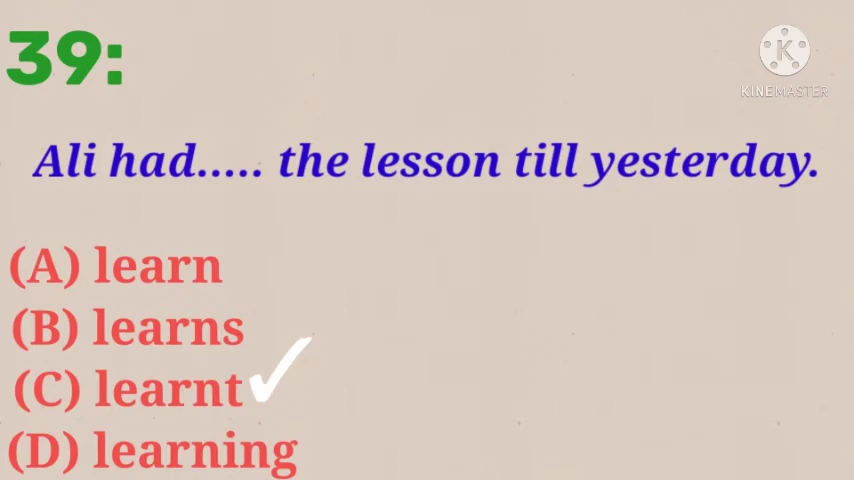 39:
KINEMASTER
Ali had..... the lesson till yesterday.
(A) learn
(B) learns
(C) learnt
(D) learning